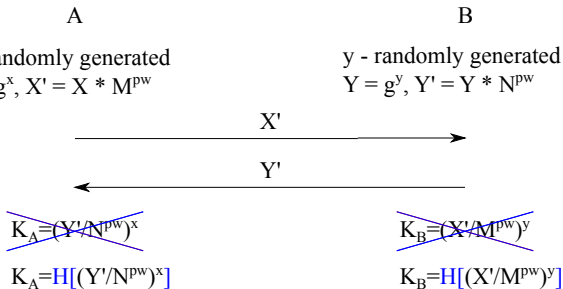 A B
andomly generated y - randomly generated
g^x, X' = X * M^pw Y = g^y, Y' = Y * N^pw
X'
Y'
K_A=(Y'/N^pw)^x K_B=(X'/M^pw)^y
K_A=H[(Y'/N^pw)^x] K_B=H[(X'/M^pw)^y]